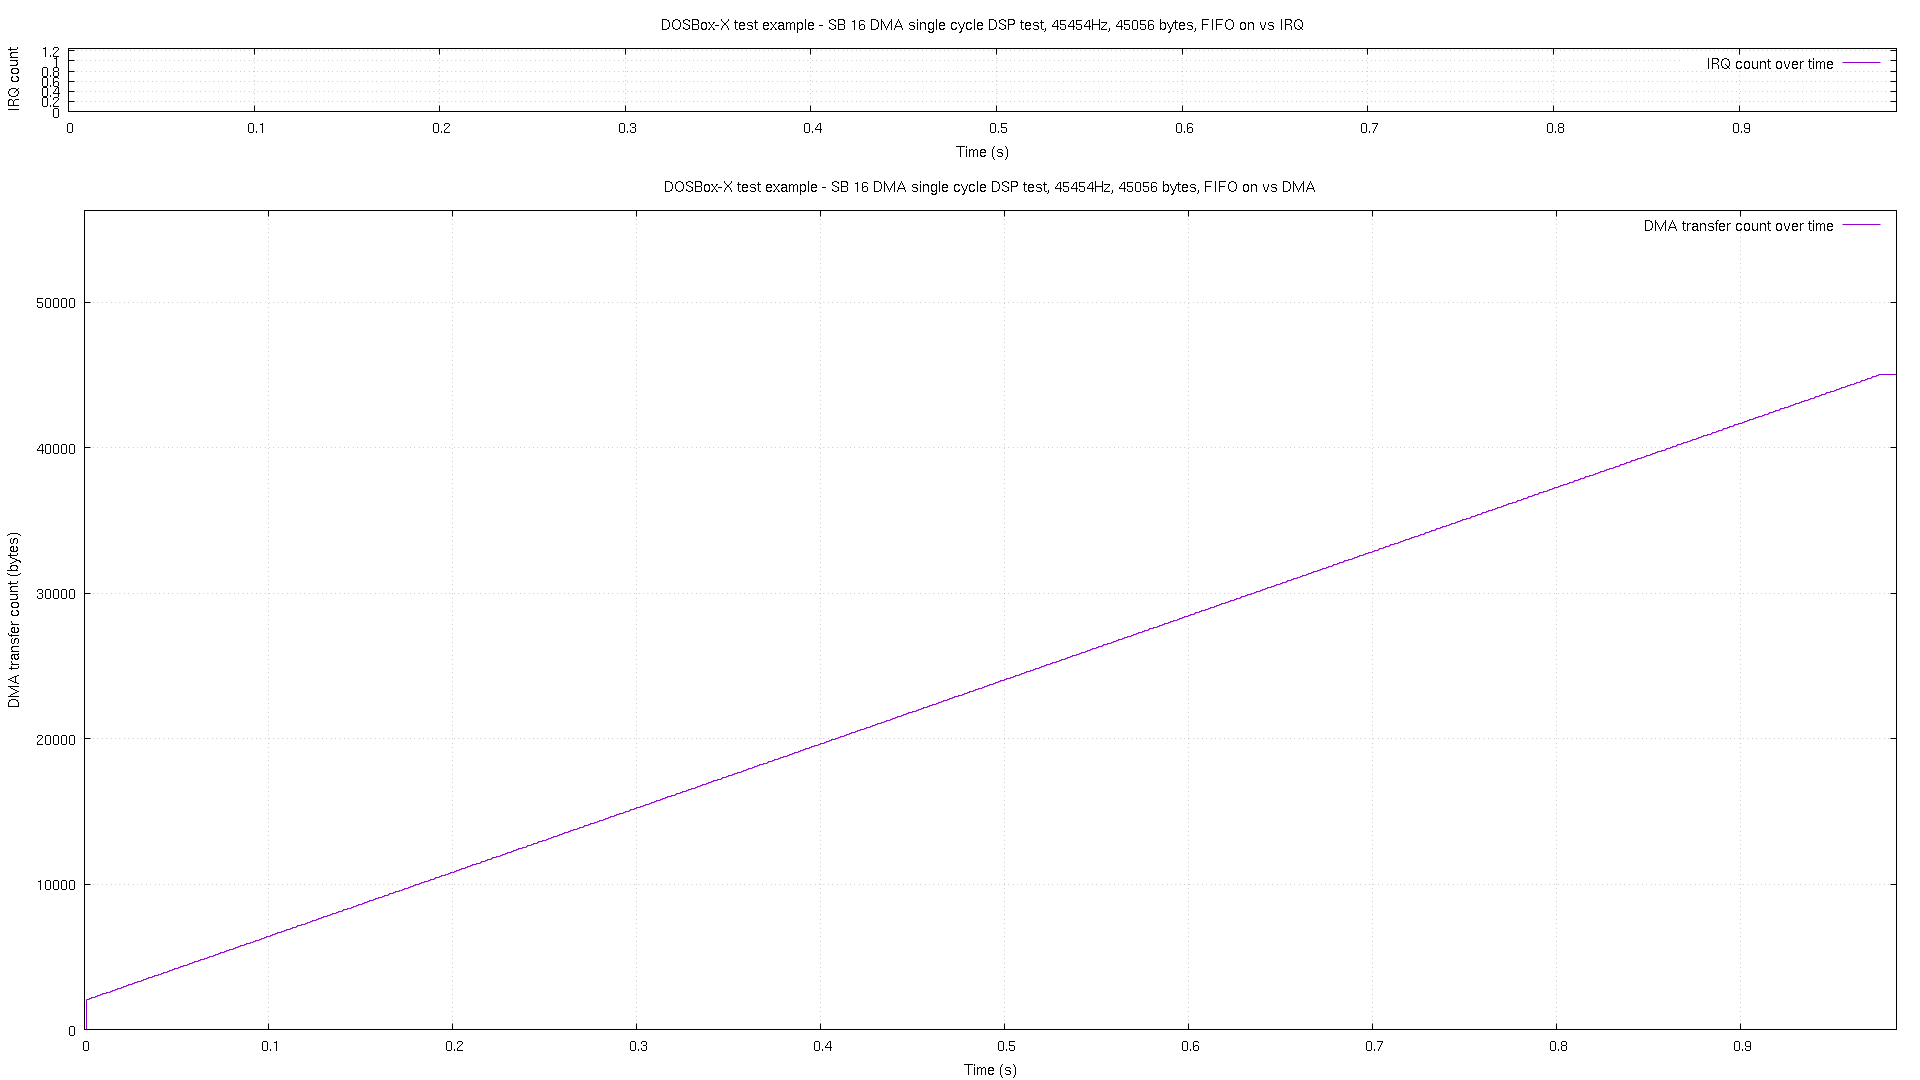 DOSBox-X test example - SB 16 DMA single cycle DSP test, 45454Hz, 45056 bytes, FIFO on vs IRQ
IRQ count
1.2
1
0.8
0.6
0.4
0.2
0
IRQ count over time
0 0.1 0.2 0.3 0.4 0.5 0.6 0.7 0.8 0.9
Time (s)
DOSBox-X test example - SB 16 DMA single cycle DSP test, 45454Hz, 45056 bytes, FIFO on vs DMA
DMA transfer count over time
DMA transfer count (bytes)
50000
40000
30000
20000
10000
0
0 0.1 0.2 0.3 0.4 0.5 0.6 0.7 0.8 0.9
Time (s)